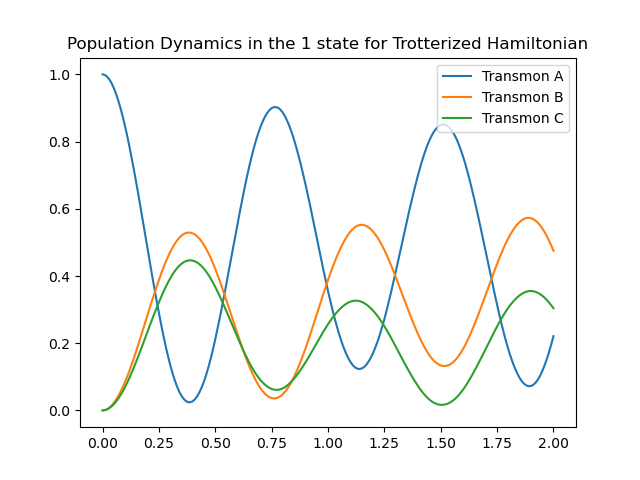 Population Dynamics in the 1 state for Trotterized Hamiltonian
Transmon A
Transmon B
Transmon C
1.0
0.8
0.6
0.4
0.2
0.0
0.00 0.25 0.50 0.75 1.00 1.25 1.50 1.75 2.00